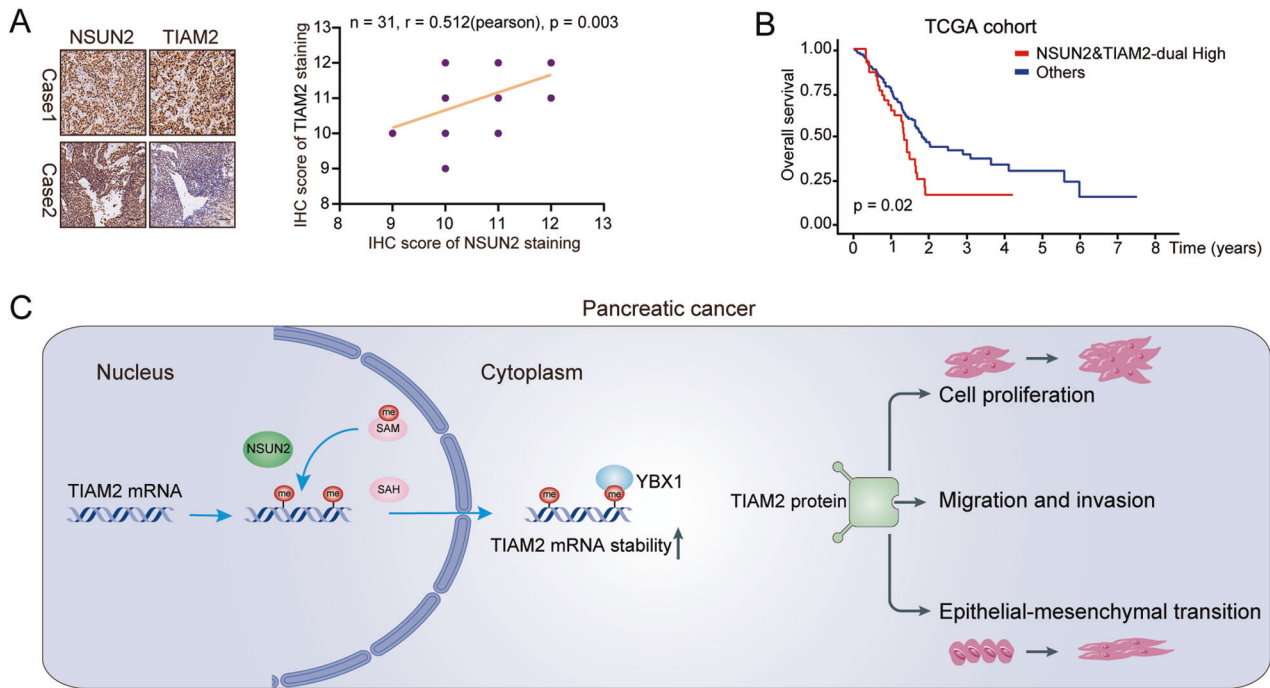 A
NSUN2
TIAM2
Case1
Case2
n = 31, r = 0.512(pearson), p = 0.003
IHC score of TIAM2 staining
13
12
11
10
9
8
8
9
10
11
12
13
IHC score of NSUN2 staining
B
TCGA cohort
NSUN2&TIAM2-dual High
Others
Overall survival
1.00
0.75
0.50
0.25
0.00
p = 0.02
0
1
2
3
4
5
6
7
8
Time (years)
C
Pancreatic cancer
Nucleus
Cytoplasm
me
SAM
NSUN2
SAH
TIAM2 mRNA
me
me
me
me
YBX1
TIAM2 mRNA stability
TIAM2 protein
Cell proliferation
Migration and invasion
Epithelial-mesenchymal transition